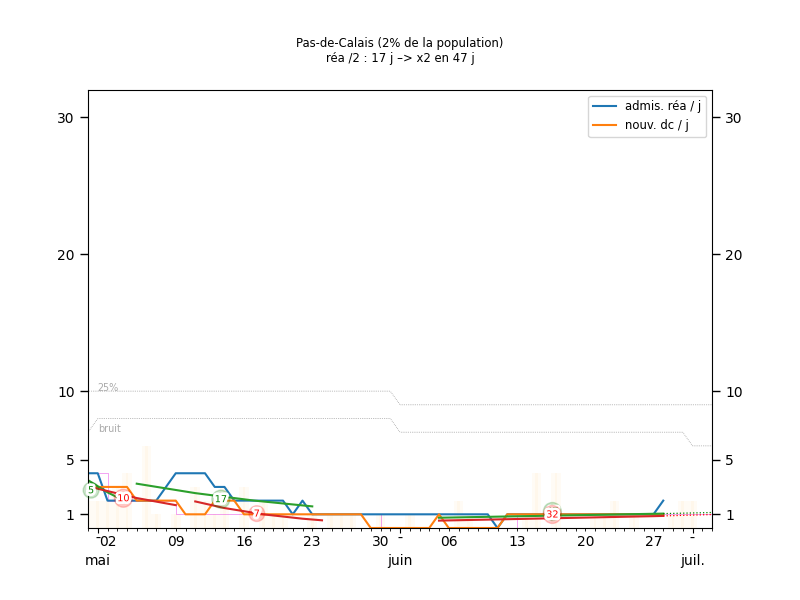 Pas-de-Calais (2% de la population)
réa /2 : 17 j –> x2 en 47 j
admis. réa / j
nouv. dc / j
30 30
20 20
10 10
25%
bruit
5 5
5 10 17 7 32
1 1
02 09 16 23 30 - 06 13 20 27 -
mai juin juil.